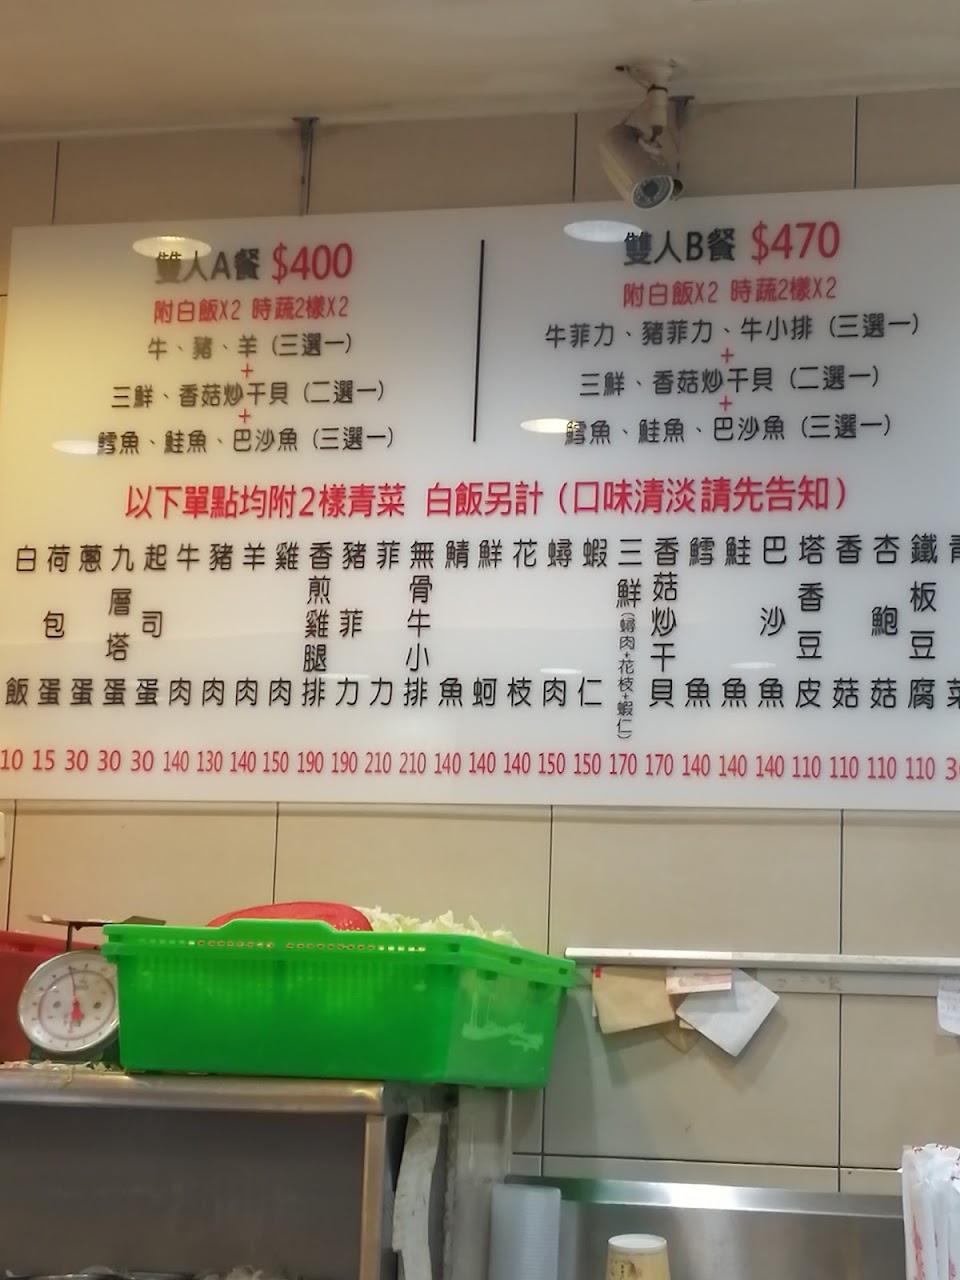 雙人A餐 $400
附白飯X2 時蔬2樣X2
牛、豬、羊（三選一）
+
三鮮、香菇炒干貝（二選一）
+
鱈魚、鮭魚、巴沙魚（三選一）
雙人B餐 $470
附白飯X2 時蔬2樣X2
牛菲力、豬菲力、牛小排（三選一）
+
三鮮、香菇炒干貝（二選一）
+
鱈魚、鮭魚、巴沙魚（三選一）
以下單點均附2樣青菜 白飯另計（口味清淡請先告知）
白飯 10
荷包蛋 15
蔥蛋 30
九層塔蛋 30
起司蛋 30
牛肉 140
豬肉 130
羊肉 140
雞肉 150
香煎雞腿排 190
豬菲力 190
菲力 210
無骨牛小排 210
鯖魚 140
鮮蚵 140
花枝 140
蟳肉 150
蝦仁 150
三鮮（蟳肉+花枝+蝦仁） 170
香菇炒干貝 170
鱈魚 140
鮭魚 140
巴沙魚 140
塔香豆皮 110
香菇 110
杏鮑菇 110
鐵板豆腐 110
青菜